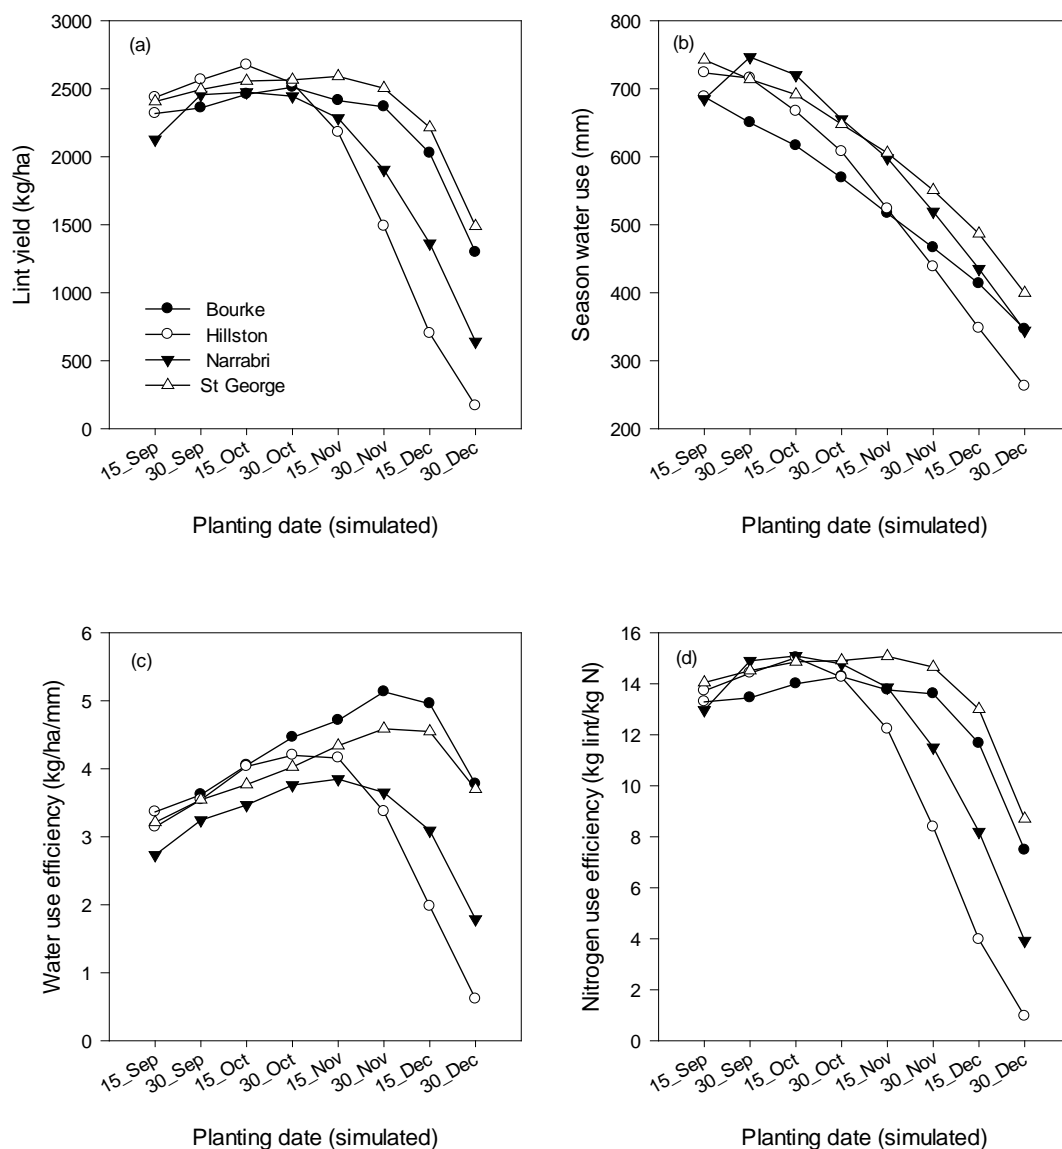 (a)
Lint yield (kg/ha)
3000
2500
2000
1500
1000
500
0
Bourke
Hillston
Narrabri
St George
15_Sep
30_Sep
15_Oct
30_Oct
15_Nov
30_Nov
15_Dec
30_Dec
Planting date (simulated)
(b)
Season water use (mm)
800
700
600
500
400
300
200
15_Sep
30_Sep
15_Oct
30_Oct
15_Nov
30_Nov
15_Dec
30_Dec
Planting date (simulated)
(c)
Water use efficiency (kg/ha/mm)
6
5
4
3
2
1
0
15_Sep
30_Sep
15_Oct
30_Oct
15_Nov
30_Nov
15_Dec
30_Dec
Planting date (simulated)
(d)
Nitrogen use efficiency (kg lint/kg N)
16
14
12
10
8
6
4
2
0
15_Sep
30_Sep
15_Oct
30_Oct
15_Nov
30_Nov
15_Dec
30_Dec
Planting date (simulated)